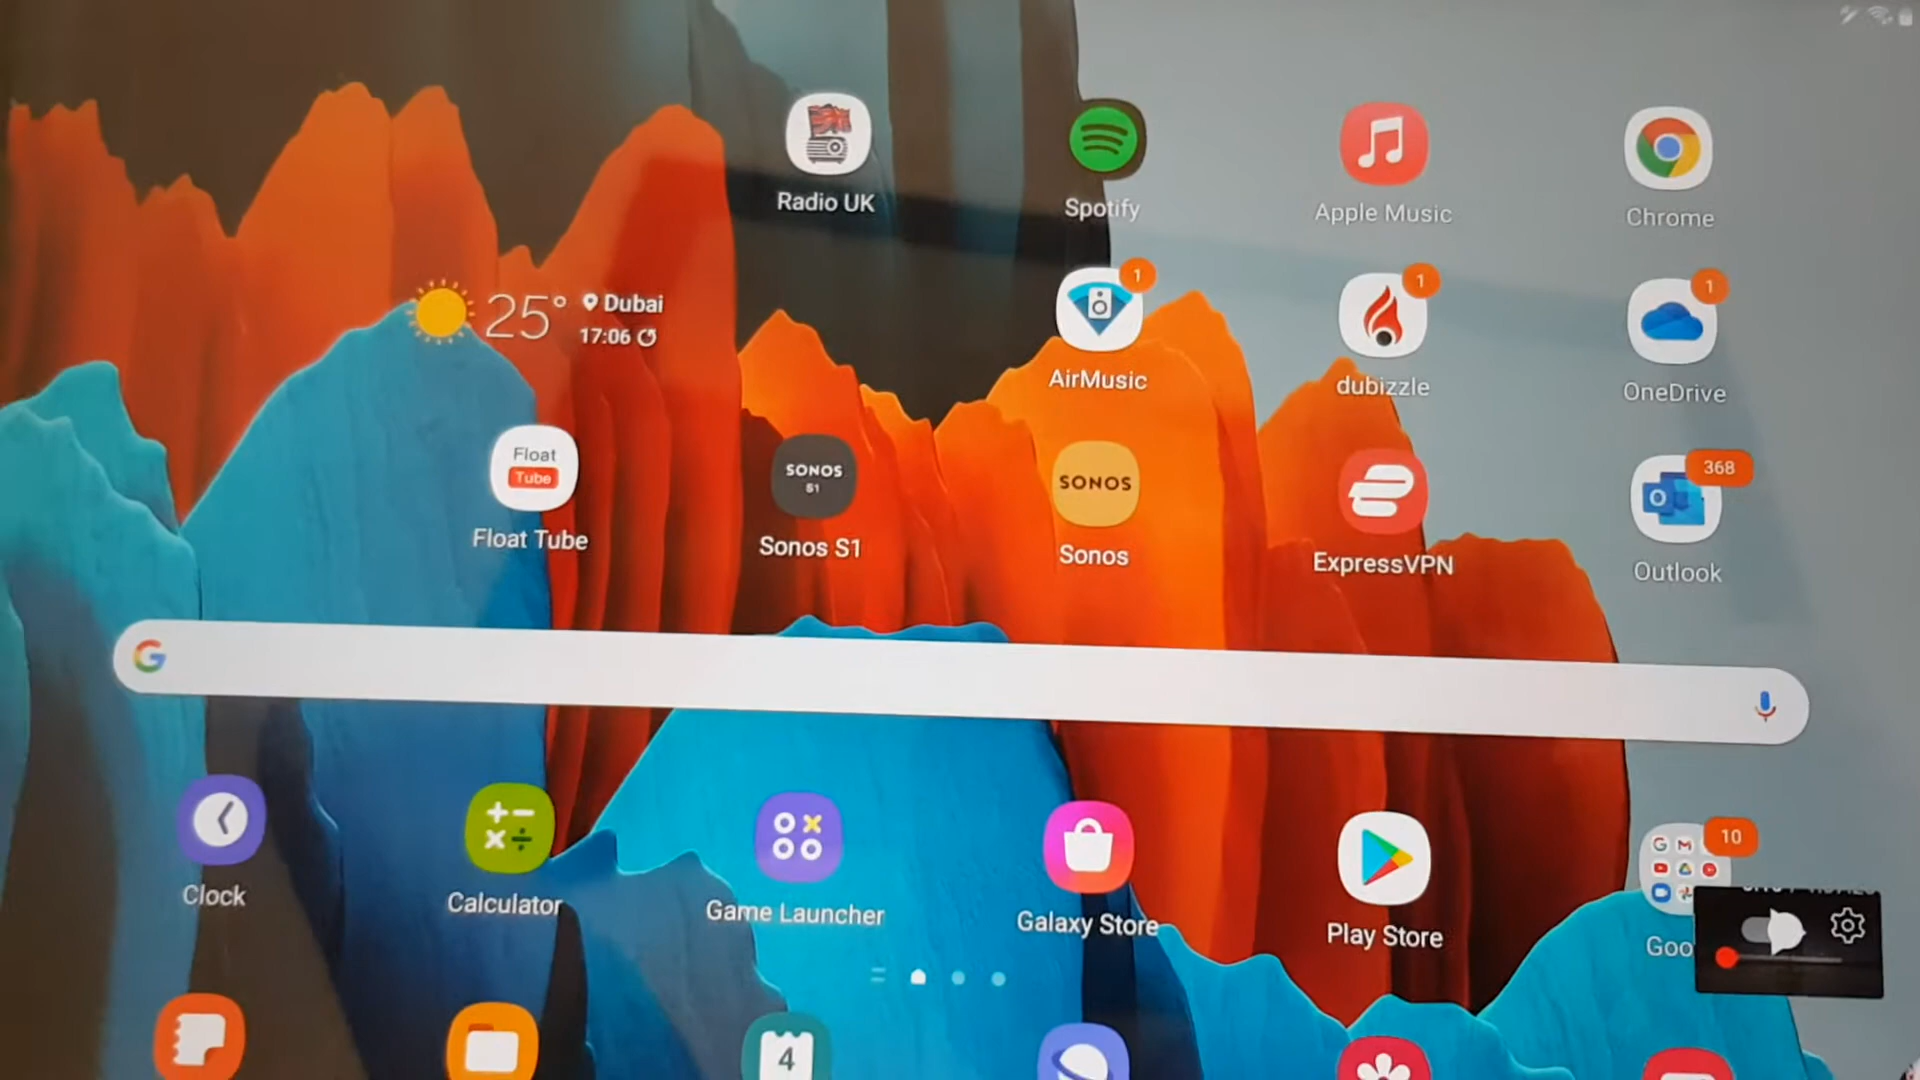 Radio UK
Spotify
Apple Music
Chrome
25° Dubai
17:06
1
AirMusic
1
dubizzle
1
OneDrive
Float
Tube
Float Tube
SONOS
S1
Sonos S1
SONOS
Sonos
ExpressVPN
368
Outlook
Clock
Calculator
Game Launcher
Galaxy Store
Play Store
10
Goo
4